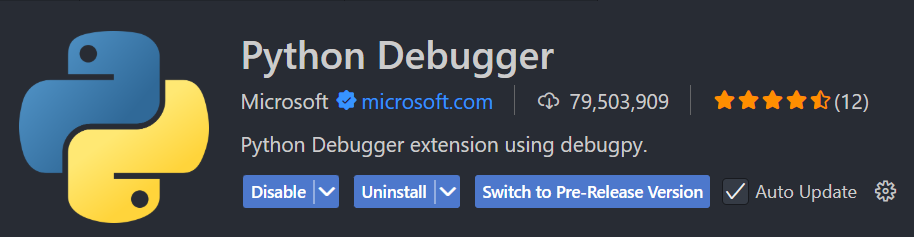 Python Debugger
Microsoft microsoft.com 79,503,909 (12)
Python Debugger extension using debugpy.
Disable Uninstall Switch to Pre-Release Version Auto Update